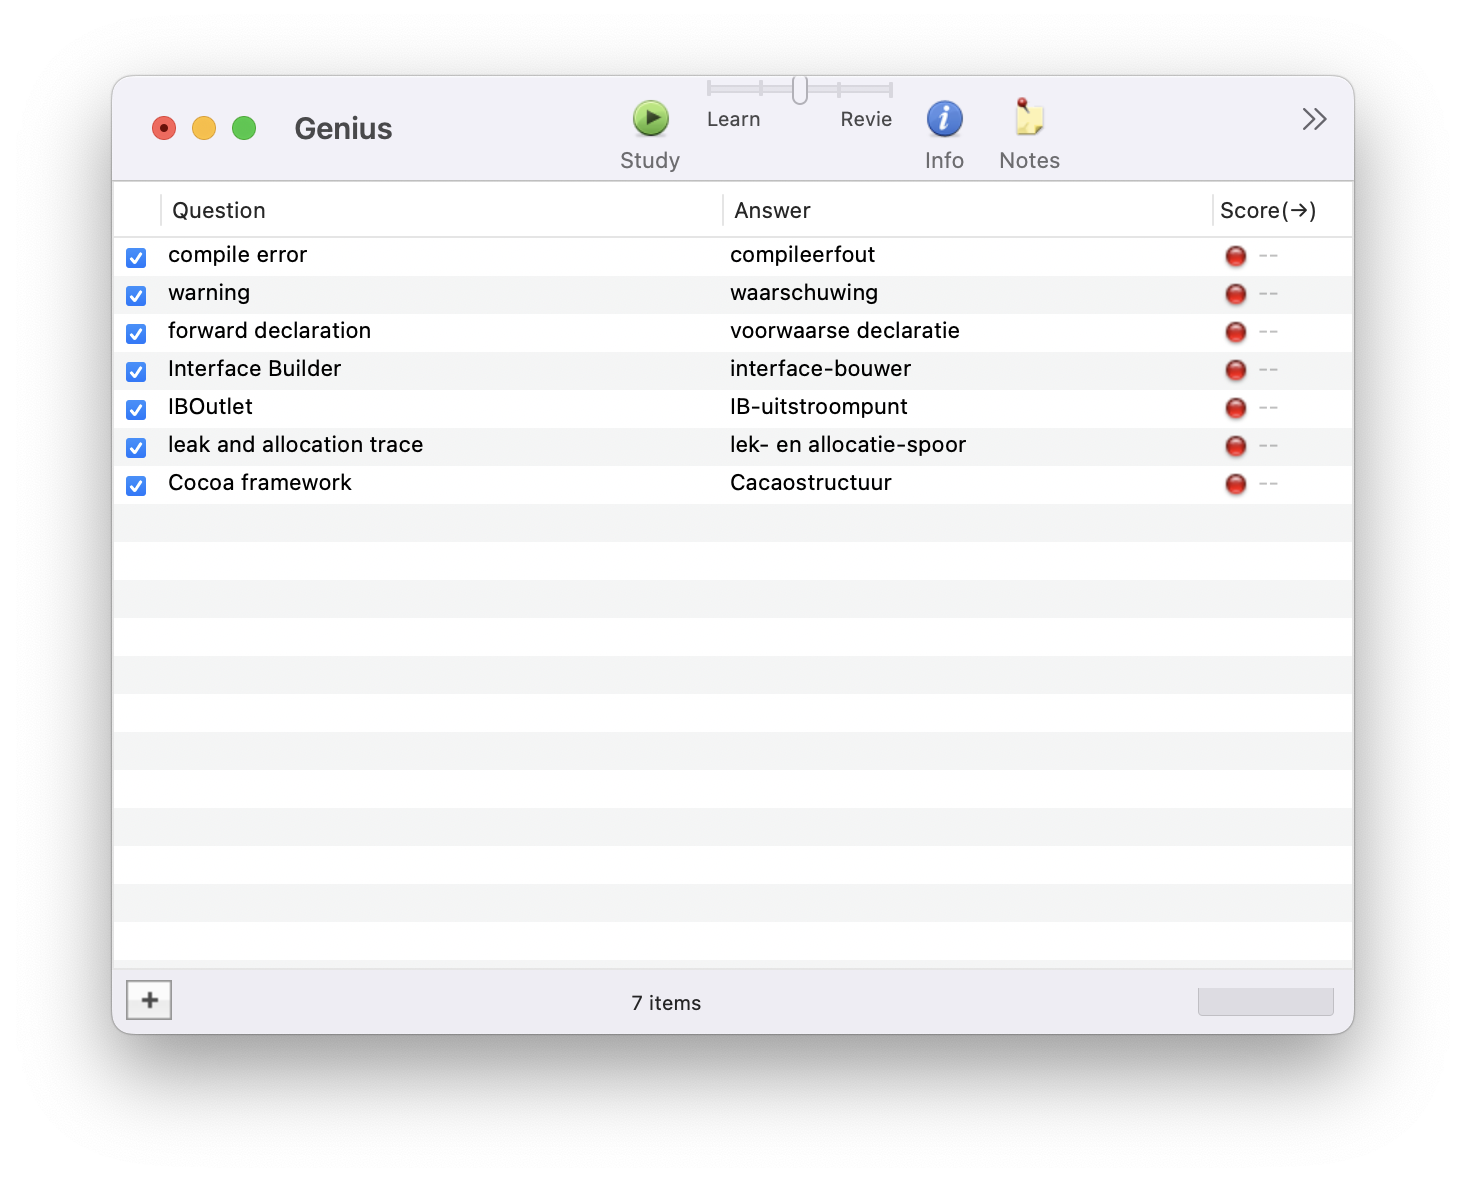 Genius
Learn Revie
Study Info Notes
Question Answer Score(→)
compile error compileerfout --
warning waarschuwing --
forward declaration voorwaarse declaratie --
Interface Builder interface-bouwer --
IBOutlet IB-uitstroompunt --
leak and allocation trace lek- en allocatie-spoor --
Cocoa framework Cacaostructuur --
7 items